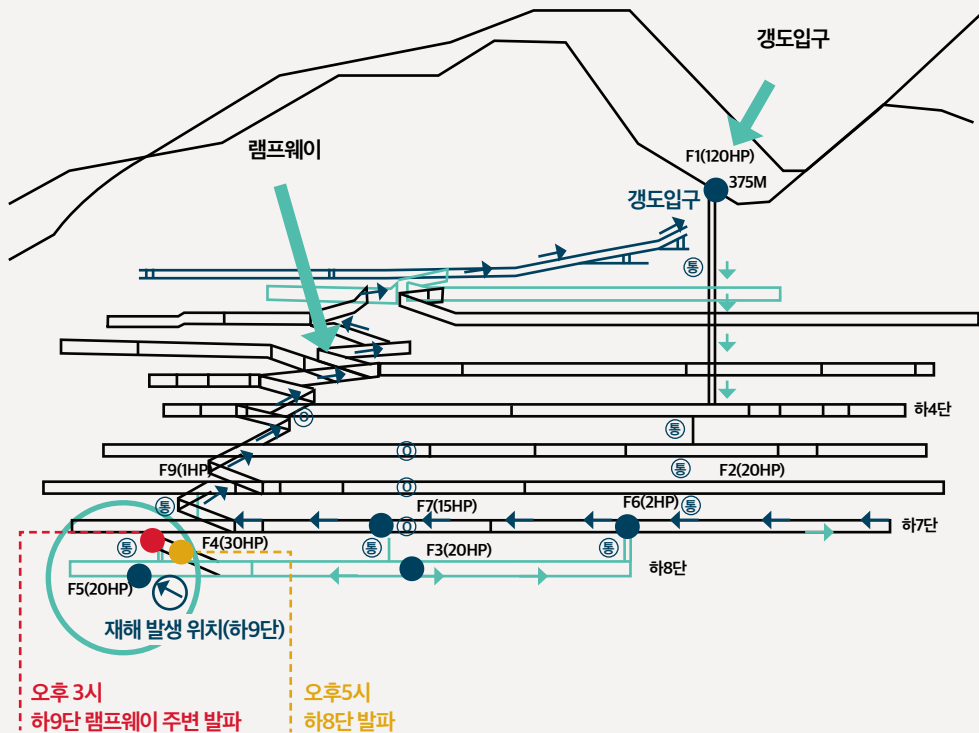 갱도입구
램프웨이
F1(120HP)
375M
갱도입구
통
하4단
통
F9(1HP)
통
F2(20HP)
통
F7(15HP)
F6(2HP)
통
하7단
통
F4(30HP)
통
F3(20HP)
통
하8단
F5(20HP)
재해 발생 위치(하9단)
오후 3시
하9단 램프웨이 주변 발파
오후5시
하8단 발파